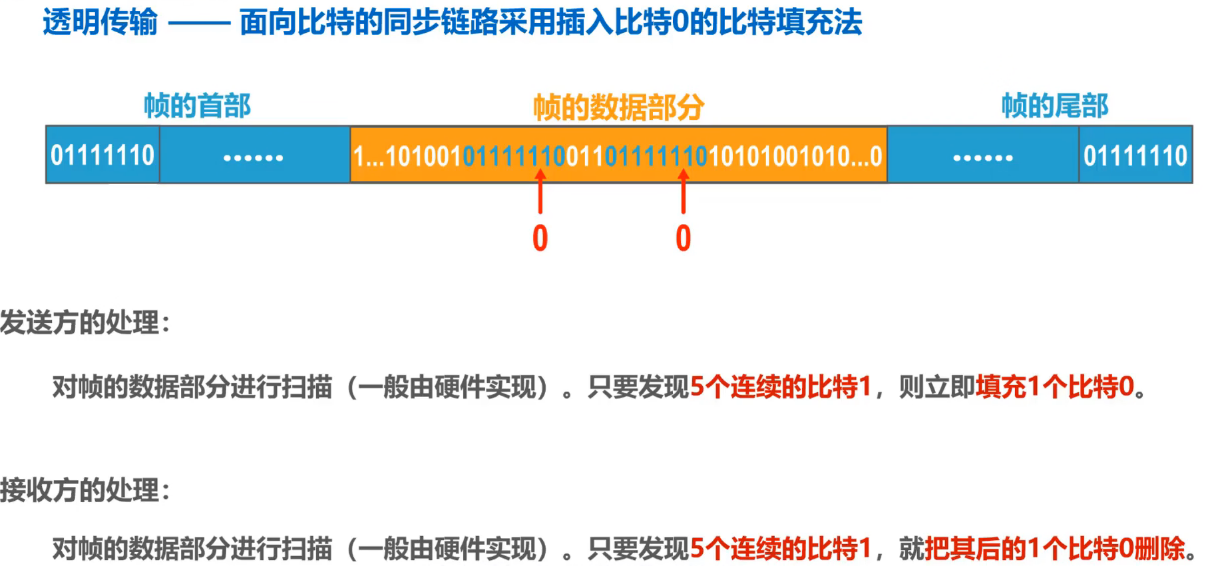 透明传输 —— 面向比特的同步链路采用插入比特0的比特填充法
帧的首部 帧的数据部分 帧的尾部
01111110 …… 1...101001011111100110111111010101001010...0 …… 01111110
0 0
发送方的处理：
对帧的数据部分进行扫描（一般由硬件实现）。只要发现5个连续的比特1，则立即填充1个比特0。
接收方的处理：
对帧的数据部分进行扫描（一般由硬件实现）。只要发现5个连续的比特1，就把其后的1个比特0删除。